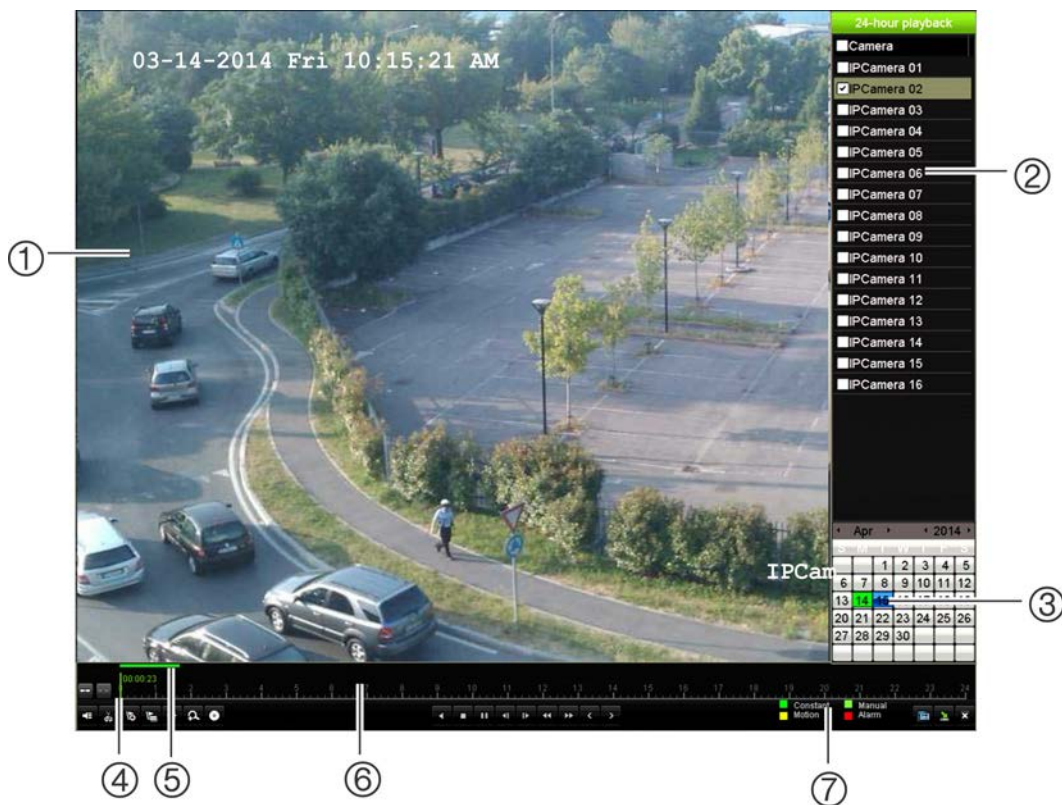 24-hour playback
03-14-2014 Fri 10:15:21 AM
Camera
IPCamera 01
IPCamera 02
IPCamera 03
IPCamera 04
IPCamera 05
IPCamera 06
IPCamera 07
IPCamera 08
IPCamera 09
IPCamera 10
IPCamera 11
IPCamera 12
IPCamera 13
IPCamera 14
IPCamera 15
IPCamera 16
①
②
Apr 2014
S M T W T F S
1 2 3 4 5
6 7 8 9 10 11 12
13 14 15
20 21 22 23 24 25 26
27 28 29 30
IPCam
③
00:00:23
0 1 2 3 4 5 6 7 8 9 10 11 12 13 14 15 16 17 18 19 20 21 22 23 24
Constant Manual
Motion Alarm
④ ⑤ ⑥ ⑦